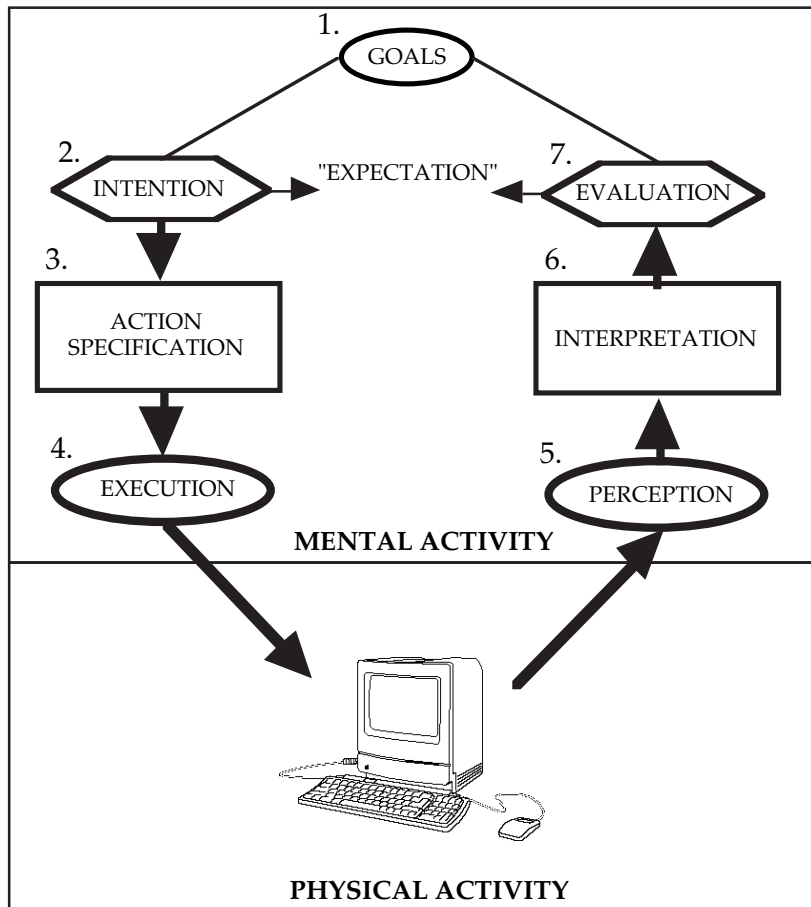 1.
GOALS
2.
INTENTION
"EXPECTATION"
7.
EVALUATION
3.
ACTION
SPECIFICATION
6.
INTERPRETATION
4.
EXECUTION
5.
PERCEPTION
MENTAL ACTIVITY
PHYSICAL ACTIVITY